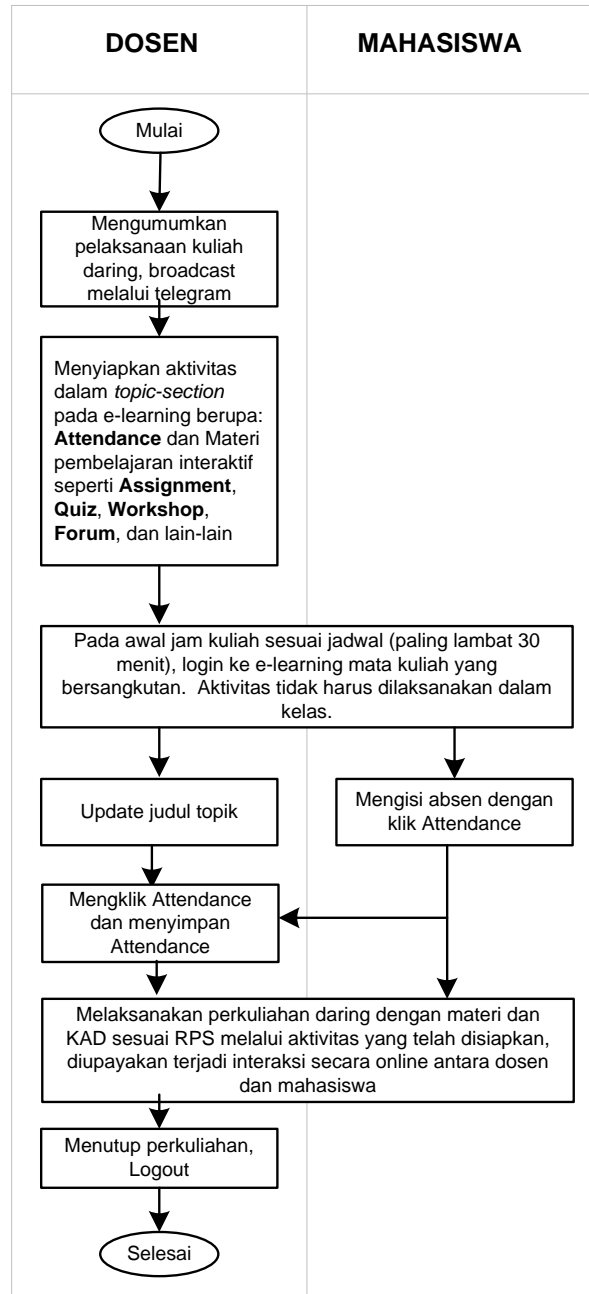 DOSEN
MAHASISWA
Mulai
Mengumumkan
pelaksanaan kuliah
daring, broadcast
melalui telegram
Menyiapkan aktivitas
dalam topic-section
pada e-learning berupa:
Attendance dan Materi
pembelajaran interaktif
seperti Assignment,
Quiz, Workshop,
Forum, dan lain-lain
Pada awal jam kuliah sesuai jadwal (paling lambat 30
menit), login ke e-learning mata kuliah yang
bersangkutan.  Aktivitas tidak harus dilaksanakan dalam
kelas.
Update judul topik
Mengisi absen dengan
klik Attendance
Mengklik Attendance
dan menyimpan
Attendance
Melaksanakan perkuliahan daring dengan materi dan
KAD sesuai RPS melalui aktivitas yang telah disiapkan,
diupayakan terjadi interaksi secara online antara dosen
dan mahasiswa
Menutup perkuliahan,
Logout
Selesai